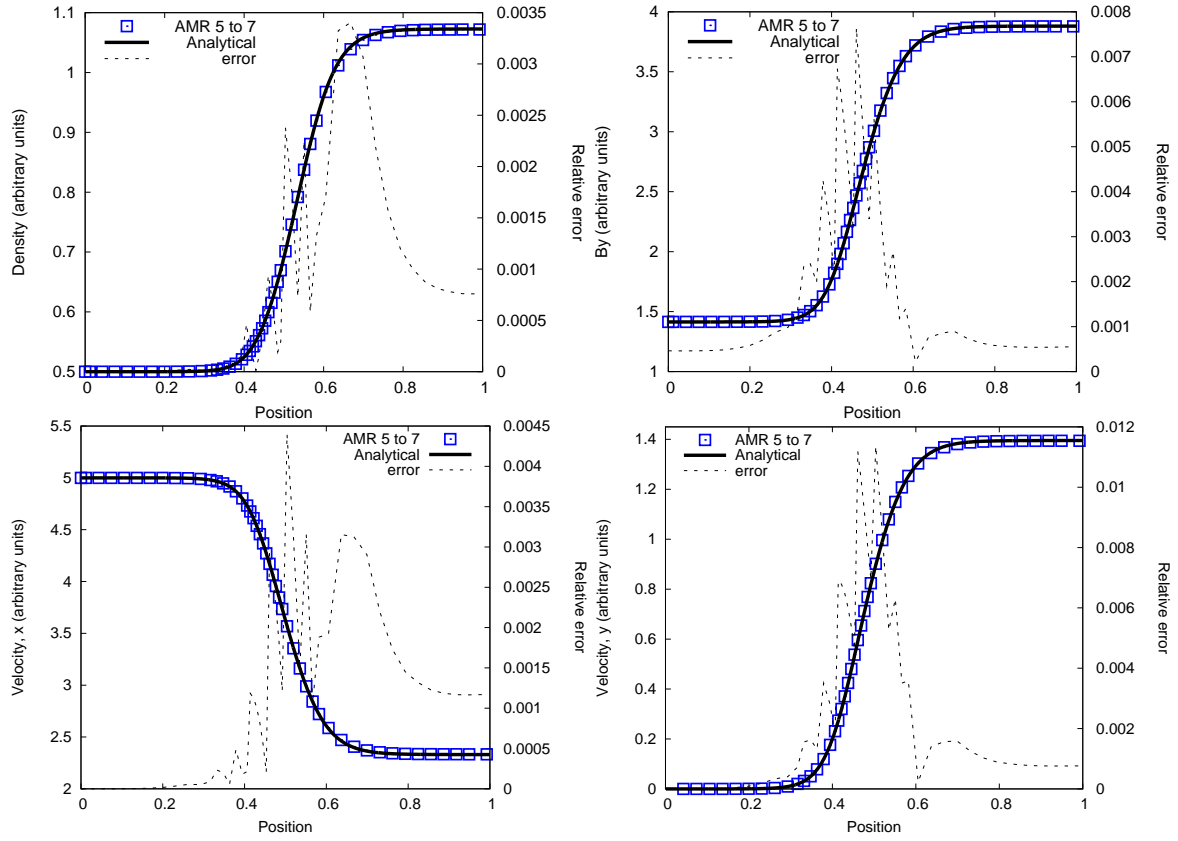 AMR 5 to 7
Analytical
error
Density (arbitrary units)
1.1
1
0.9
0.8
0.7
0.6
0.5
0.0035
0.003
0.0025
0.002
0.0015
0.001
0.0005
0
Relative error
0 0.2 0.4 0.6 0.8 1
Position
AMR 5 to 7
Analytical
error
By (arbitrary units)
4
3.5
3
2.5
2
1.5
1
0.008
0.007
0.006
0.005
0.004
0.003
0.002
0.001
0
Relative error
0 0.2 0.4 0.6 0.8 1
Position
AMR 5 to 7
Analytical
error
Velocity, x (arbitrary units)
5.5
5
4.5
4
3.5
3
2.5
2
0.0045
0.004
0.0035
0.003
0.0025
0.002
0.0015
0.001
0.0005
0
Relative error
0 0.2 0.4 0.6 0.8 1
Position
AMR 5 to 7
Analytical
error
Velocity, y (arbitrary units)
1.4
1.2
1
0.8
0.6
0.4
0.2
0
0.012
0.01
0.008
0.006
0.004
0.002
0
Relative error
0 0.2 0.4 0.6 0.8 1
Position